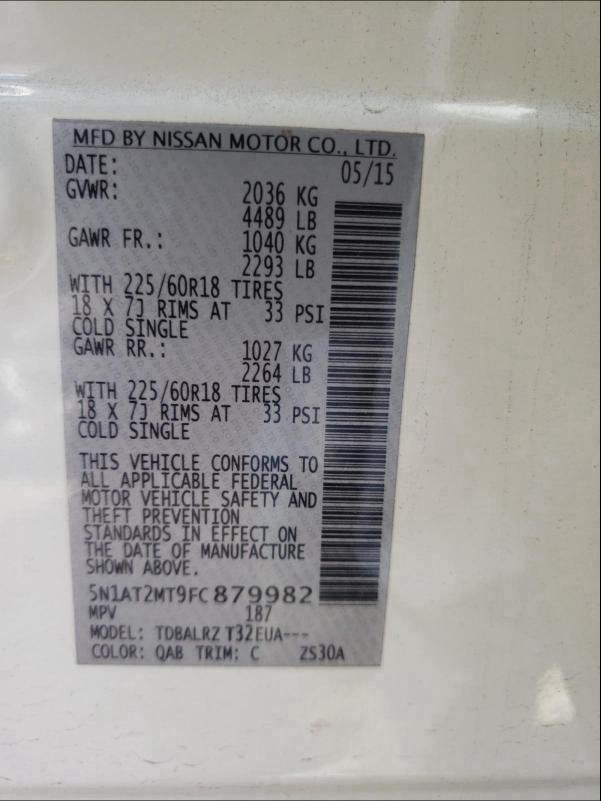 MFD BY NISSAN MOTOR CO., LTD.
DATE: 05/15
GVWR: 2036 KG
4489 LB
GAWR FR.: 1040 KG
2293 LB
WITH 225/60R18 TIRES
18 X 7J RIMS AT 33 PSI
COLD SINGLE
GAWR RR.: 1027 KG
2264 LB
WITH 225/60R18 TIRES
18 X 7J RIMS AT 33 PSI
COLD SINGLE
THIS VEHICLE CONFORMS TO
ALL APPLICABLE FEDERAL
MOTOR VEHICLE SAFETY AND
THEFT PREVENTION
STANDARDS IN EFFECT ON
THE DATE OF MANUFACTURE
SHOWN ABOVE.
5N1AT2MT9FC879982
MPV 187
MODEL: TDBALRZ T32EUA---
COLOR: QAB TRIM: C ZS30A